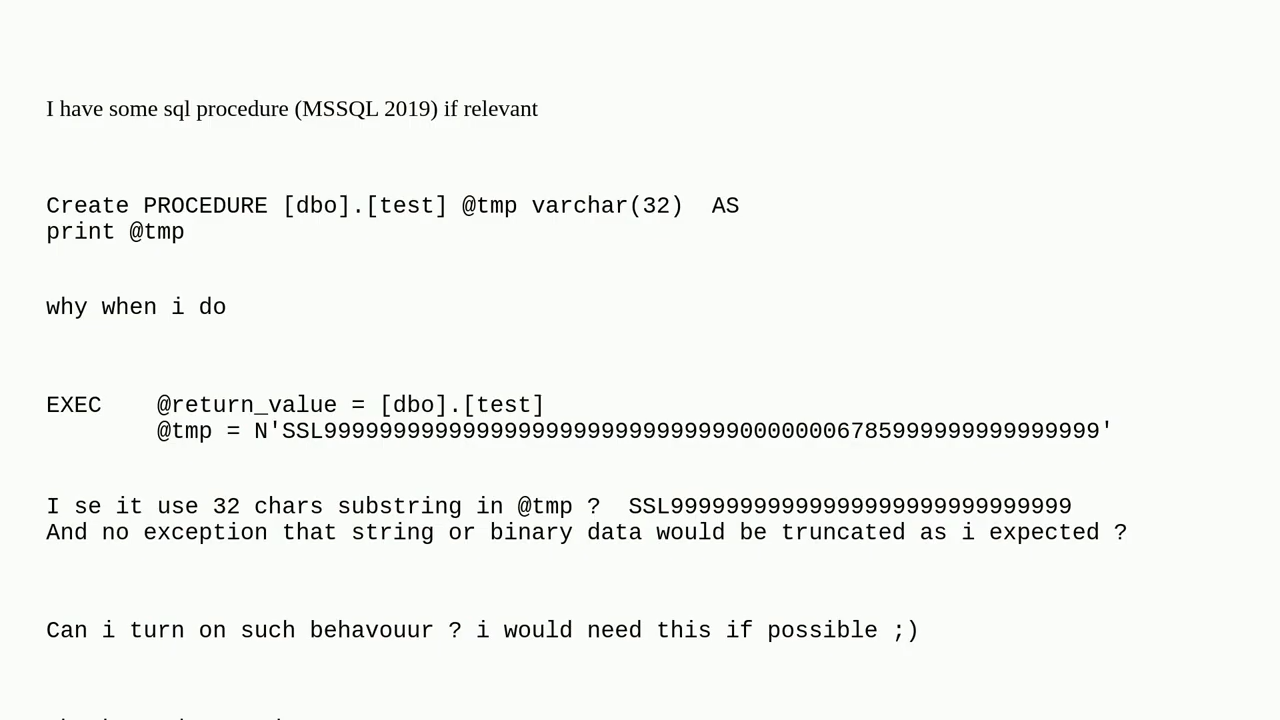 I have some sql procedure (MSSQL 2019) if relevant
Create PROCEDURE [dbo].[test] @tmp varchar(32)  AS
print @tmp
why when i do
EXEC    @return_value = [dbo].[test]
        @tmp = N'SSL999999999999999999999999999999000000067859999999999999999'
I se it use 32 chars substring in @tmp ?  SSL99999999999999999999999999999
And no exception that string or binary data would be truncated as i expected ?
Can i turn on such behavouur ? i would need this if possible ;)